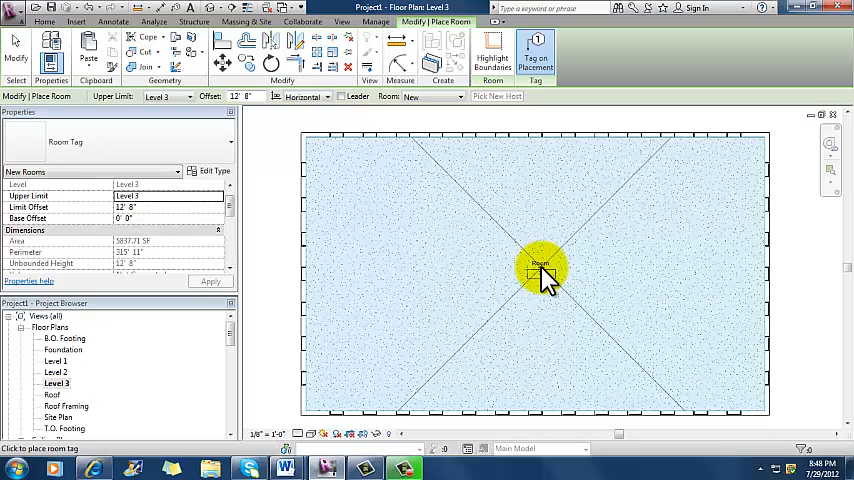 Project1 - Floor Plan: Level 3
Type a keyword or phrase
Sign In
Home Insert Annotate Analyze Structure Massing & Site Collaborate View Manage Modify | Place Room
Modify
Paste
Cope
Cut
Join
Highlight Boundaries
Tag on Placement
Select Properties Clipboard Geometry Modify View Measure Create Room Tag
Modify | Place Room Upper Limit: Level 3 Offset: 12' 8" Horizontal Leader Room: New Pick New Host
Properties
Room Tag
New Rooms Edit Type
Level Level 3
Upper Limit Level 3
Limit Offset 12' 8"
Base Offset 0' 0"
Dimensions
Area 5837.71 SF
Perimeter 315' 11"
Unbounded Height 12' 8"
Properties help Apply
Project1 - Project Browser
Views (all)
Floor Plans
B.O. Footing
Foundation
Level 1
Level 2
Level 3
Roof
Roof Framing
Site Plan
T.O. Footing
Room
1/8" = 1'-0"
Click to place room tag
:0 Main Model :0
8:48 PM
7/29/2012